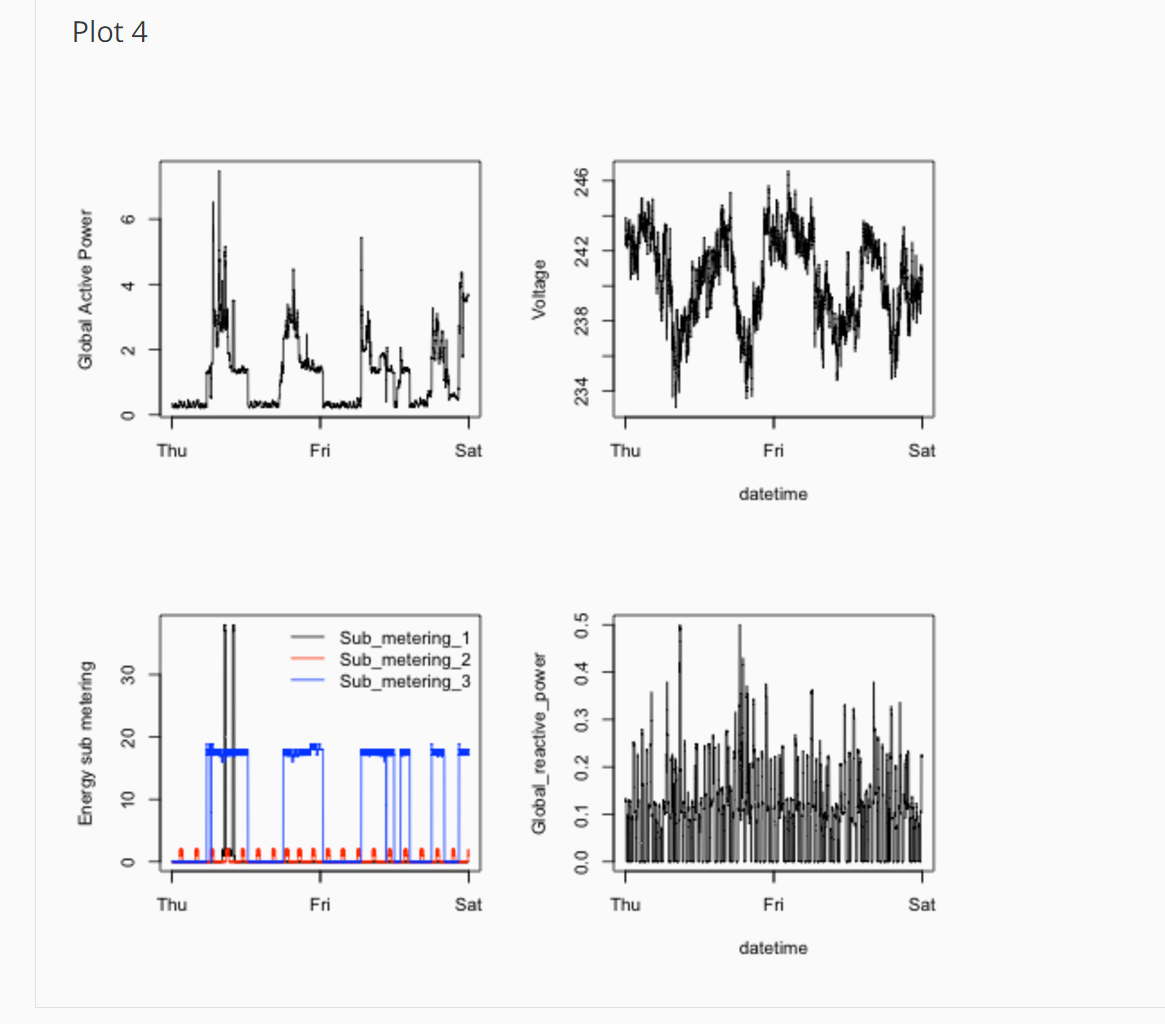 Plot 4
Global Active Power
0
2
4
6
Thu Fri Sat
Voltage
234
238
242
246
Thu Fri Sat
datetime
Energy sub metering
0
10
20
30
Sub_metering_1
Sub_metering_2
Sub_metering_3
Thu Fri Sat
Global_reactive_power
0.0
0.1
0.2
0.3
0.4
0.5
Thu Fri Sat
datetime